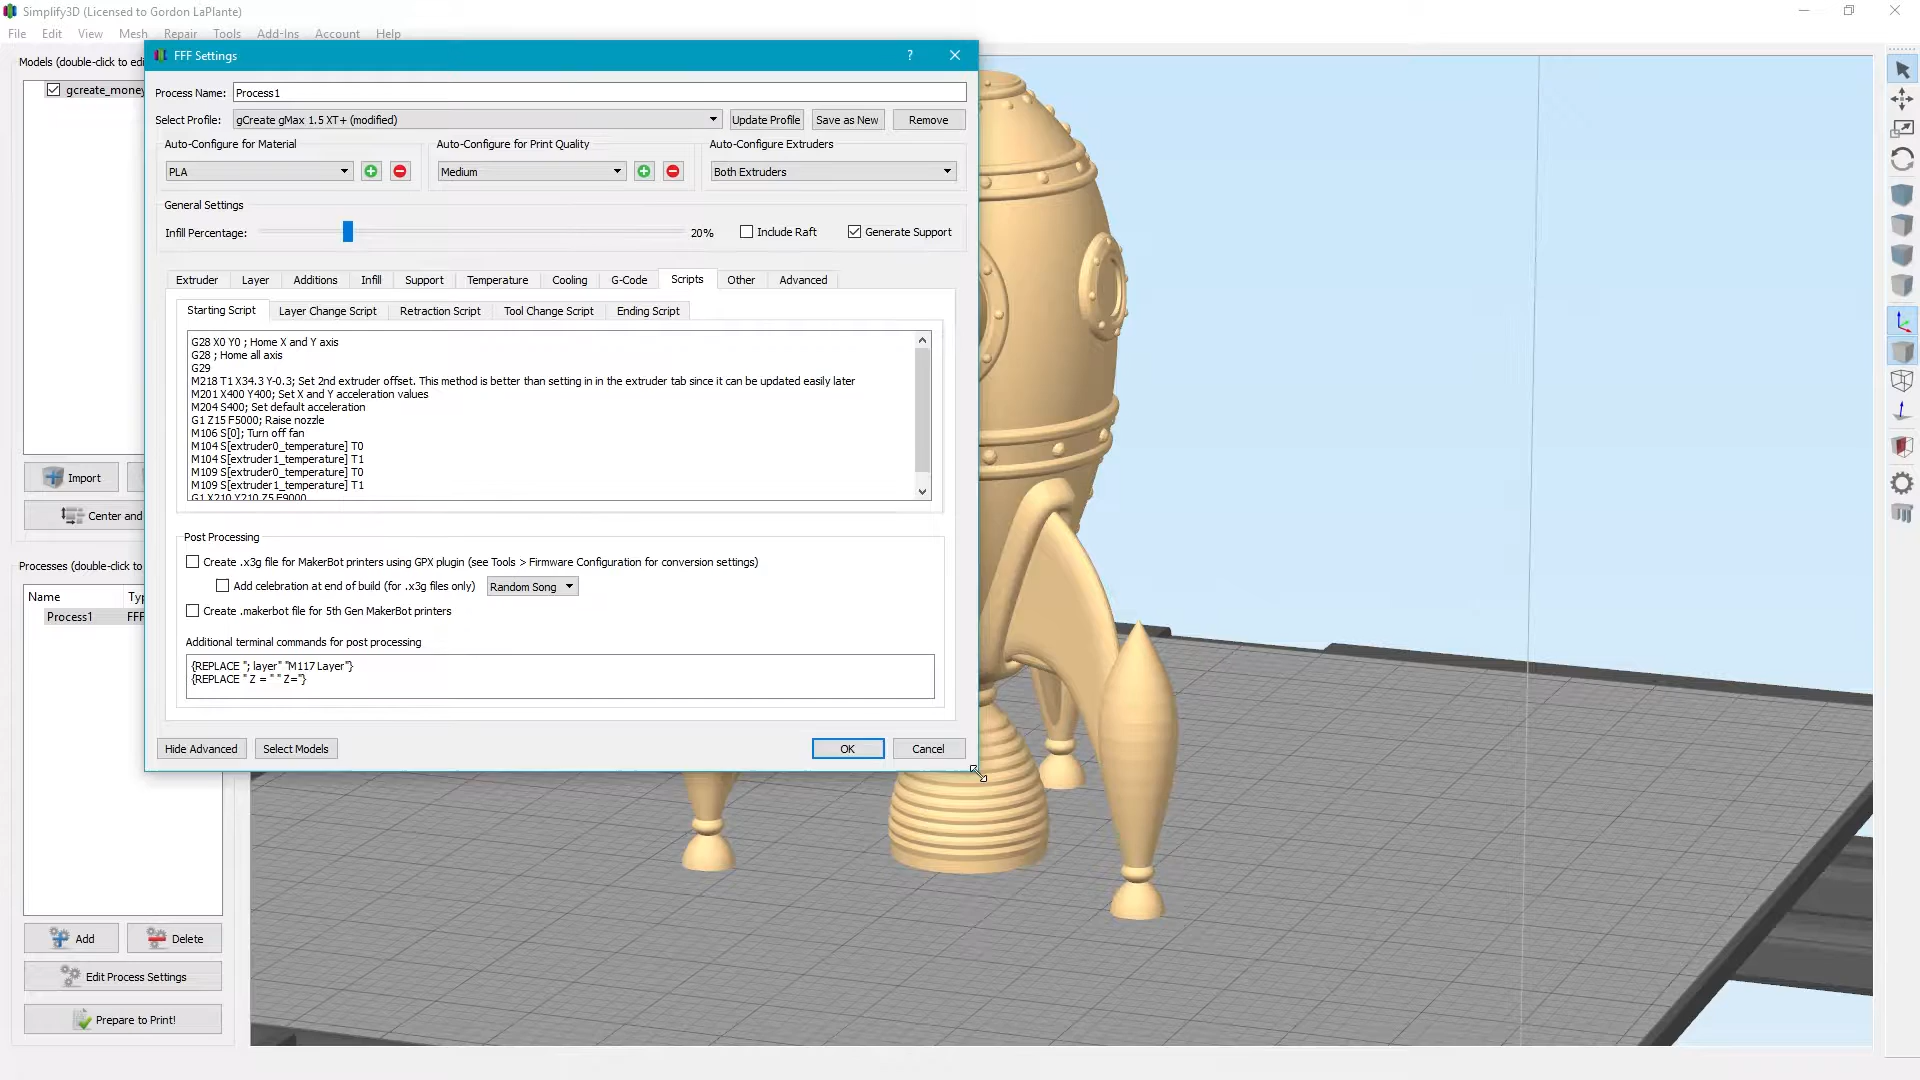 Simplify3D (Licensed to Gordon LaPlante)
File Edit View Mesh Repair Tools Add-Ins Account Help
Models (double-click to edi
gcreate_money
Import
Center and
Processes (double-click to
Name Typ
Process1 FFF
Add Delete
Edit Process Settings
Prepare to Print!
FFF Settings ?
Process Name: Process1
Select Profile: gCreate gMax 1.5 XT+ (modified) Update Profile Save as New Remove
Auto-Configure for Material Auto-Configure for Print Quality Auto-Configure Extruders
PLA Medium Both Extruders
General Settings
Infill Percentage: 20% Include Raft Generate Support
Extruder Layer Additions Infill Support Temperature Cooling G-Code Scripts Other Advanced
Starting Script Layer Change Script Retraction Script Tool Change Script Ending Script
G28 X0 Y0 ; Home X and Y axis
G28 ; Home all axis
G29
M218 T1 X34.3 Y-0.3; Set 2nd extruder offset. This method is better than setting in in the extruder tab since it can be updated easily later
M201 X400 Y400; Set X and Y acceleration values
M204 S400; Set default acceleration
G1 Z15 F5000; Raise nozzle
M106 S[0]; Turn off fan
M104 S[extruder0_temperature] T0
M104 S[extruder1_temperature] T1
M109 S[extruder0_temperature] T0
M109 S[extruder1_temperature] T1
G1 X210 Y210 Z5 F9000
Post Processing
Create .x3g file for MakerBot printers using GPX plugin (see Tools > Firmware Configuration for conversion settings)
Add celebration at end of build (for .x3g files only) Random Song
Create .makerbot file for 5th Gen MakerBot printers
Additional terminal commands for post processing
{REPLACE "; layer" "M117 Layer"}
{REPLACE " Z = " " Z="}
Hide Advanced Select Models OK Cancel